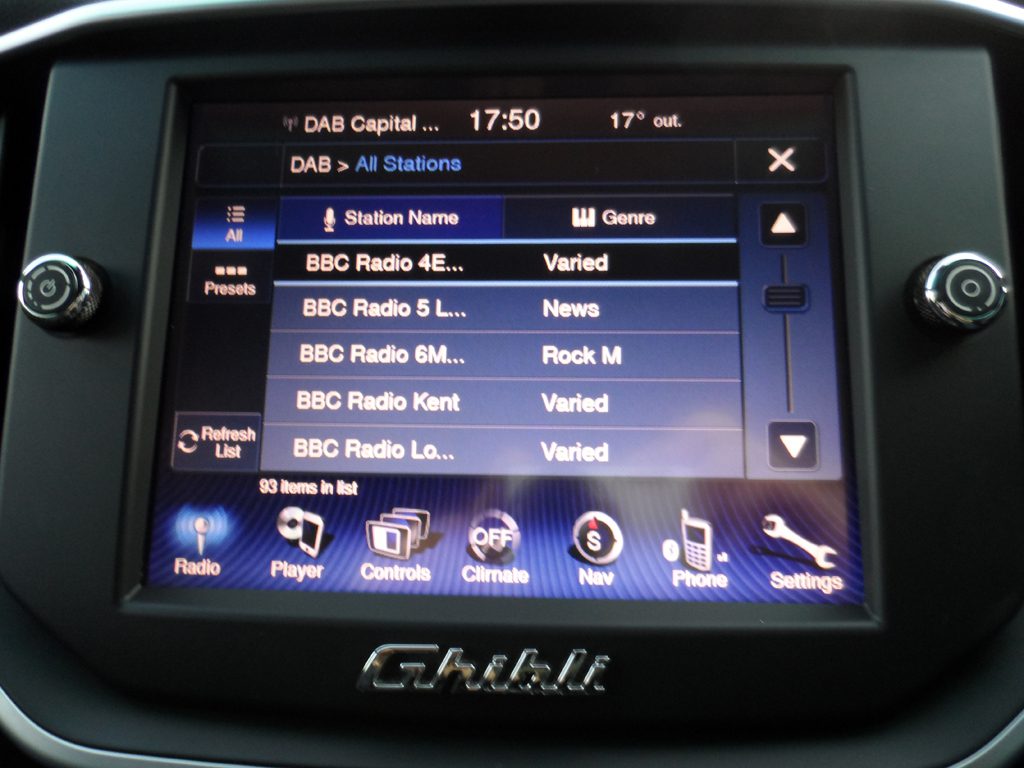 DAB Capital ... 17:50 17° out.
DAB > All Stations
Station Name Genre
All
Presets
BBC Radio 4E... Varied
BBC Radio 5 L... News
BBC Radio 6M... Rock M
BBC Radio Kent Varied
BBC Radio Lo... Varied
Refresh
List
93 items in list
OFF S
Radio Player Controls Climate Nav Phone Settings
Ghibli